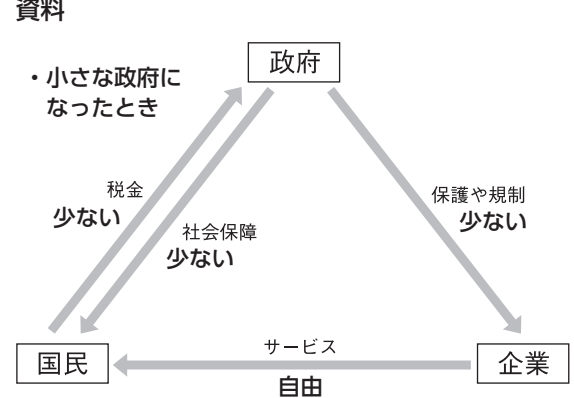 資料
・小さな政府に
なったとき
政府
税金
少ない
社会保障
少ない
保護や規制
少ない
国民
サービス
自由
企業